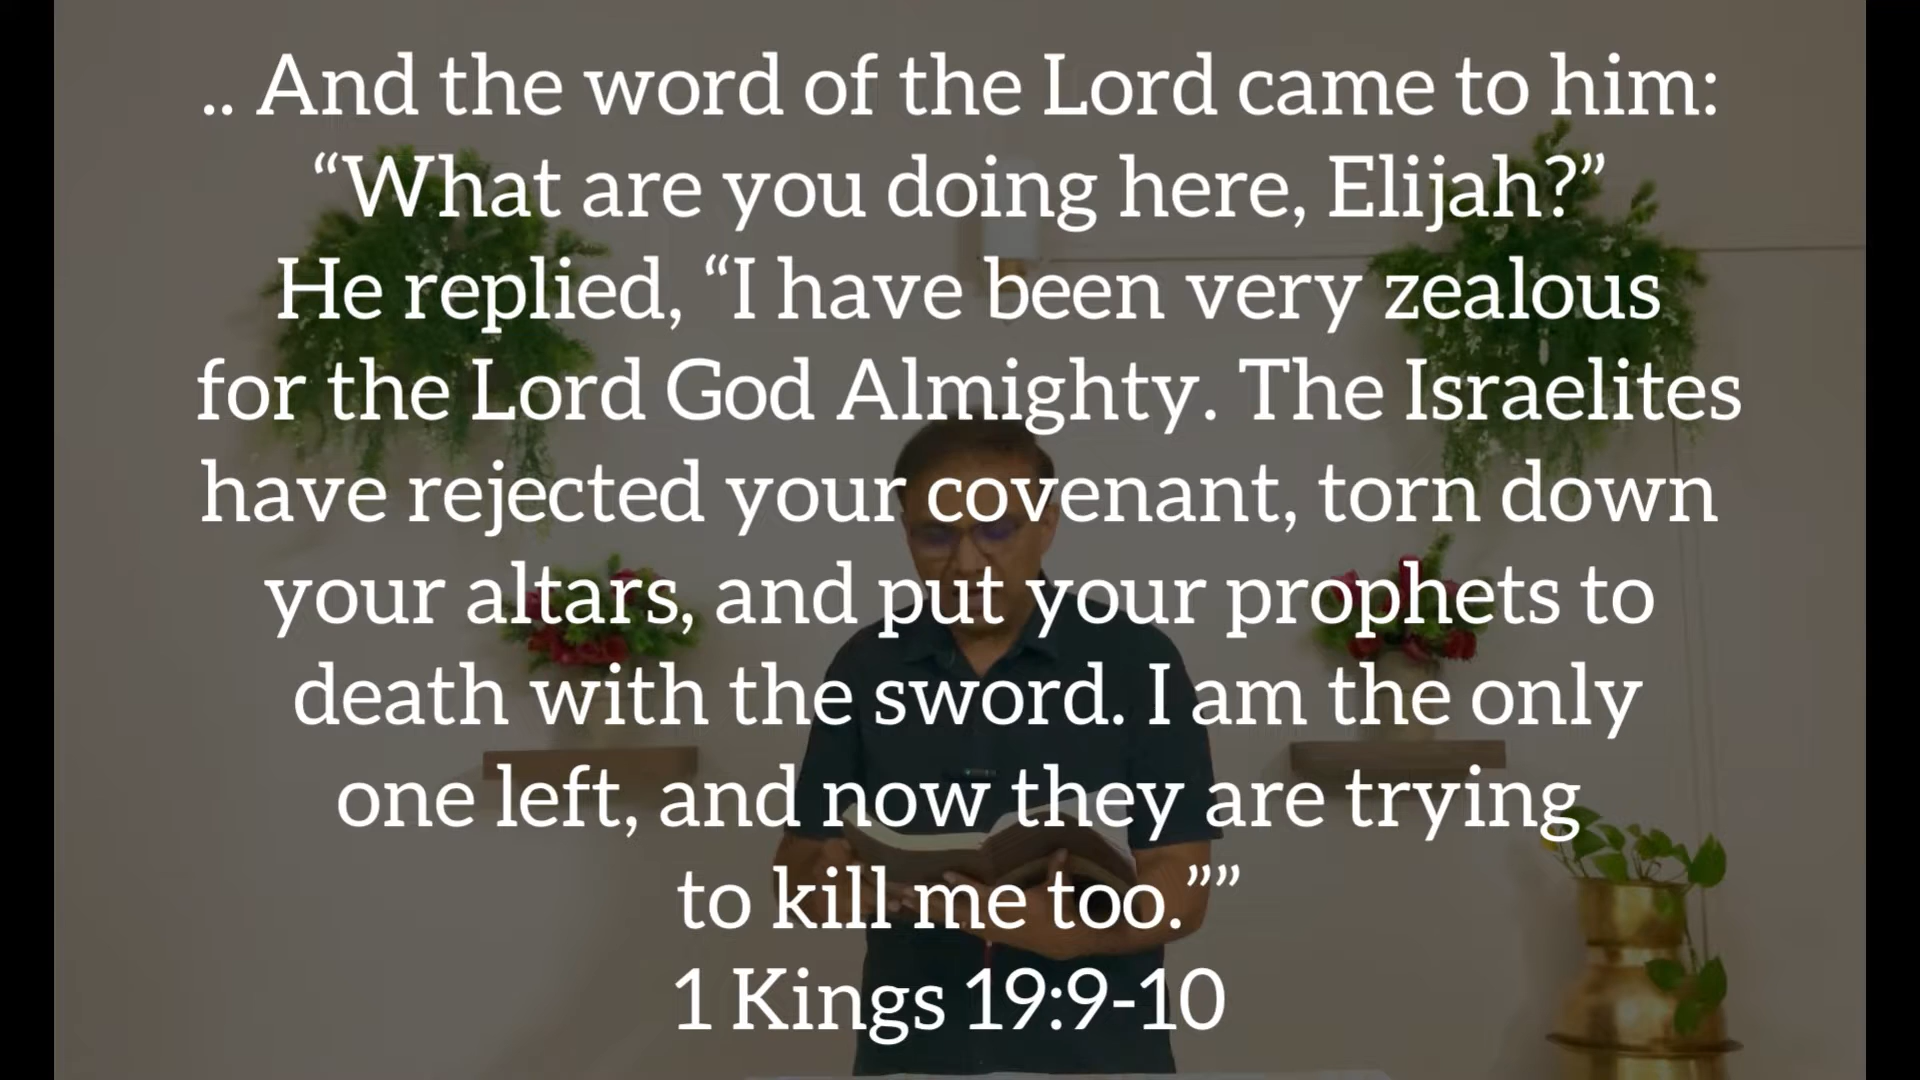 .. And the word of the Lord came to him:
“What are you doing here, Elijah?”
He replied, “I have been very zealous
for the Lord God Almighty. The Israelites
have rejected your covenant, torn down
your altars, and put your prophets to
death with the sword. I am the only
one left, and now they are trying
to kill me too.””
1 Kings 19:9-10